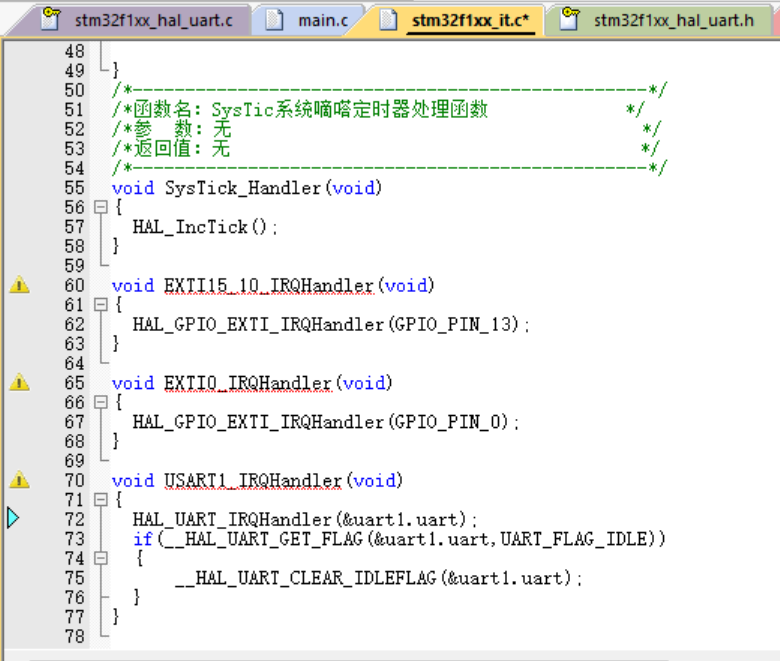 stm32f1xx_hal_uart.c main.c stm32f1xx_it.c* stm32f1xx_hal_uart.h
48
49 }
50 /*-------------------------------------------------*/
51 /*函数名：SysTic系统嘀嗒定时器处理函数 */
52 /*参 数：无 */
53 /*返回值：无 */
54 /*-------------------------------------------------*/
55 void SysTick_Handler(void)
56 {
57 HAL_IncTick();
58 }
59
60 void EXTI15_10_IRQHandler(void)
61 {
62 HAL_GPIO_EXTI_IRQHandler(GPIO_PIN_13);
63 }
64
65 void EXTI0_IRQHandler(void)
66 {
67 HAL_GPIO_EXTI_IRQHandler(GPIO_PIN_0);
68 }
69
70 void USART1_IRQHandler(void)
71 {
72 HAL_UART_IRQHandler(&uart1.uart);
73 if(__HAL_UART_GET_FLAG(&uart1.uart,UART_FLAG_IDLE))
74 {
75 __HAL_UART_CLEAR_IDLEFLAG(&uart1.uart);
76 }
77 }
78